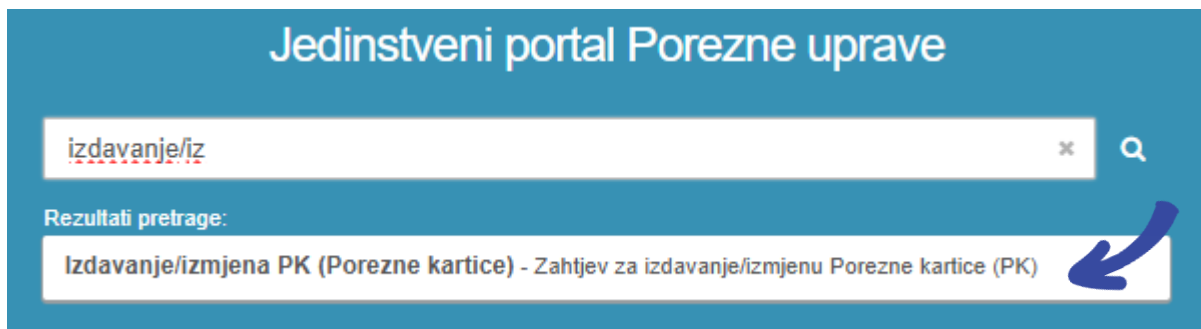 Jedinstveni portal Porezne uprave
izdavanje/iz
Rezultati pretrage:
Izdavanje/izmjena PK (Porezne kartice) - Zahtjev za izdavanje/izmjenu Porezne kartice (PK)